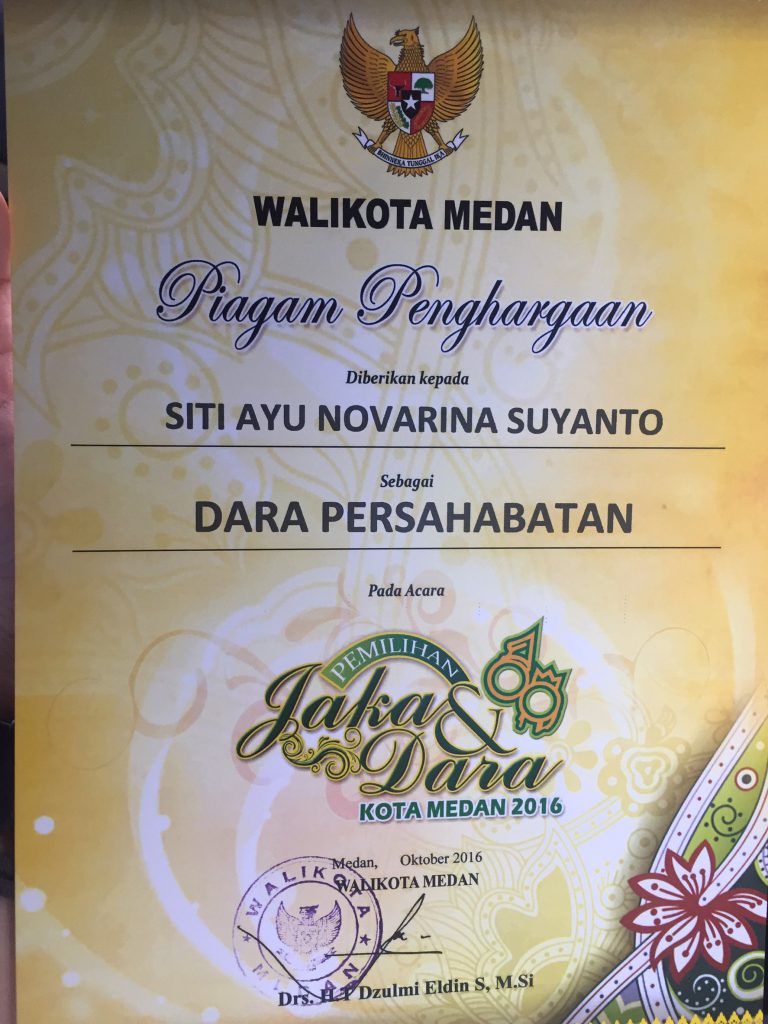 BHINNEKA TUNGGAL IKA
WALIKOTA MEDAN
Piagam Penghargaan
Diberikan kepada
SITI AYU NOVARINA SUYANTO
Sebagai
DARA PERSAHABATAN
Pada Acara
PEMILIHAN
Jaka &
Dara
KOTA MEDAN 2016
Medan, Oktober 2016
WALIKOTA MEDAN
WALIKOTA
MEDAN
Drs. H.T Dzulmi Eldin S, M.Si